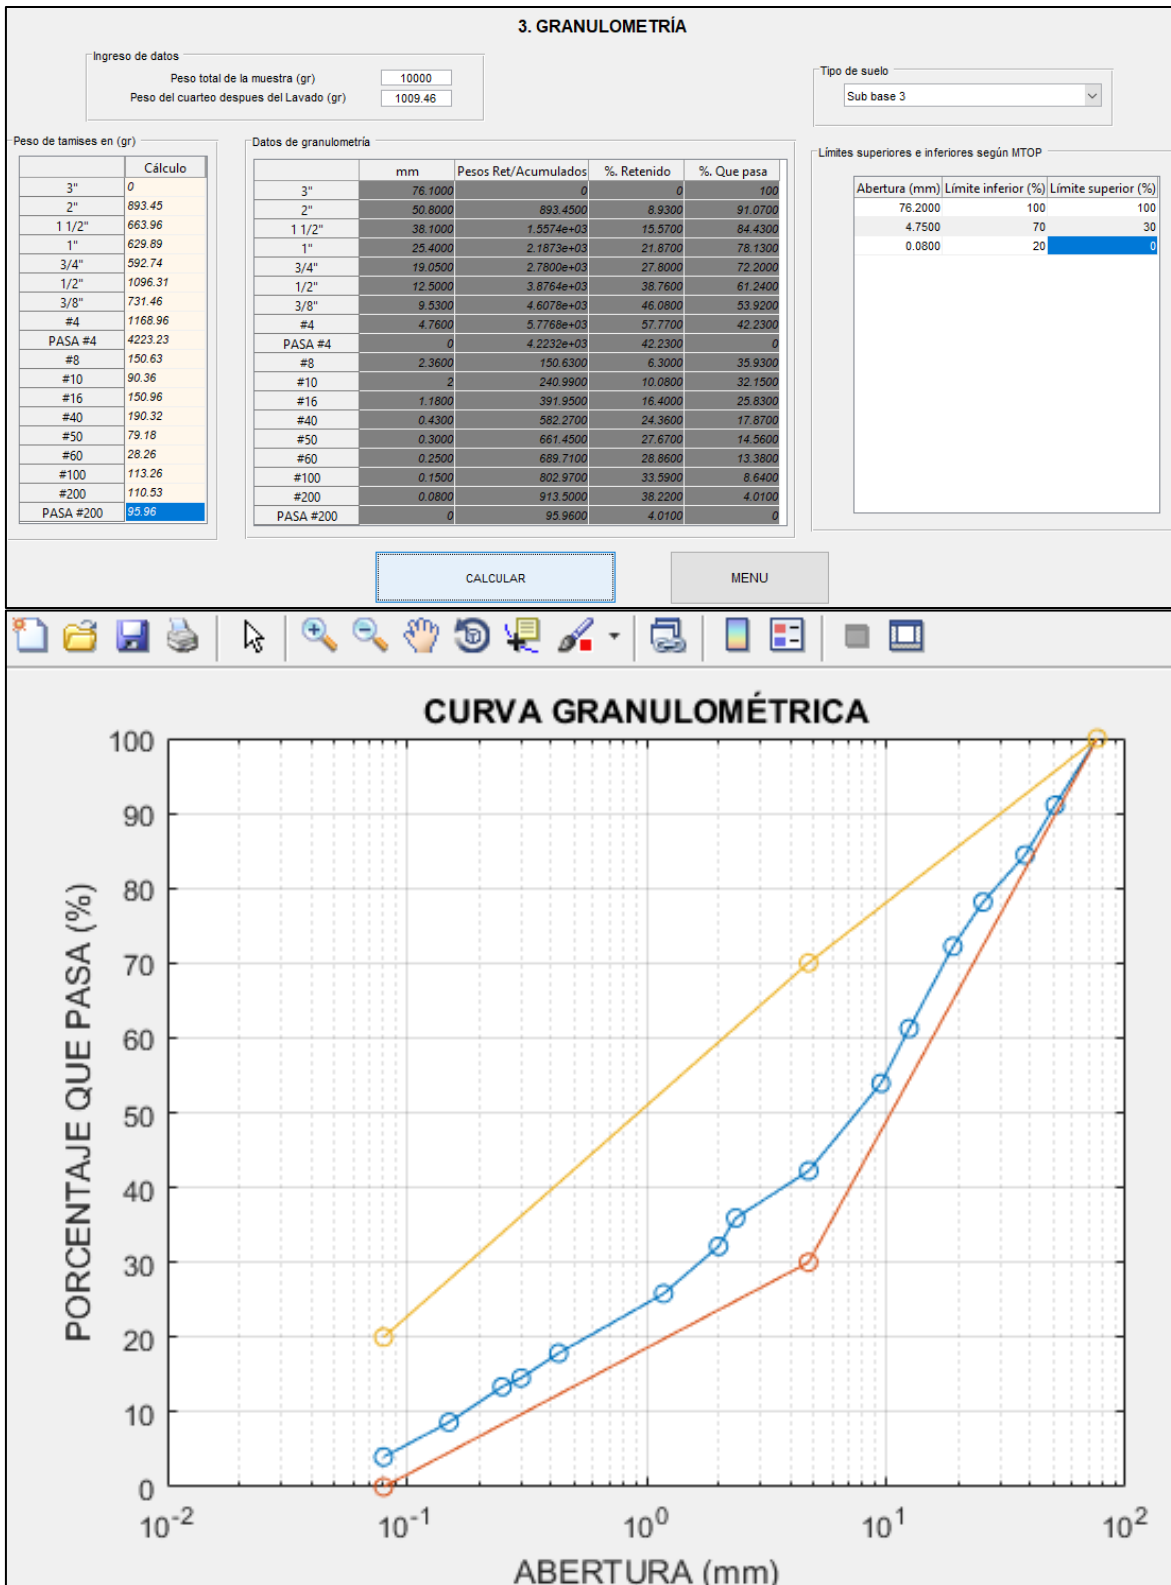 3. GRANULOMETRÍA
Ingreso de datos
Peso total de la muestra (gr) 10000
Peso del cuarteo despues del Lavado (gr) 1009.46
Tipo de suelo
Sub base 3
Peso de tamises en (gr)
Cálculo
3" 0
2" 893.45
1 1/2" 663.96
1" 629.89
3/4" 592.74
1/2" 1096.31
3/8" 731.46
#4 1168.96
PASA #4 4223.23
#8 150.63
#10 90.36
#16 150.96
#40 190.32
#50 79.18
#60 28.26
#100 113.26
#200 110.53
PASA #200 95.96
Datos de granulometría
mm Pesos Ret/Acumulados %. Retenido %. Que pasa
3" 76.1000 0 0 100
2" 50.8000 893.4500 8.9300 91.0700
1 1/2" 38.1000 1.5574e+03 15.5700 84.4300
1" 25.4000 2.1873e+03 21.8700 78.1300
3/4" 19.0500 2.7800e+03 27.8000 72.2000
1/2" 12.5000 3.8764e+03 38.7600 61.2400
3/8" 9.5300 4.6078e+03 46.0800 53.9200
#4 4.7600 5.7768e+03 57.7700 42.2300
PASA #4 0 4.2232e+03 42.2300 0
#8 2.3600 150.6300 6.3000 35.9300
#10 2 240.9900 10.0800 32.1500
#16 1.1800 391.9500 16.4000 25.8300
#40 0.4300 582.2700 24.3600 17.8700
#50 0.3000 661.4500 27.6700 14.5600
#60 0.2500 689.7100 28.8600 13.3800
#100 0.1500 802.9700 33.5900 8.6400
#200 0.0800 913.5000 38.2200 4.0100
PASA #200 0 95.9600 4.0100 0
Límites superiores e inferiores según MTOP
Abertura (mm) Límite inferior (%) Límite superior (%)
76.2000 100 100
4.7500 70 30
0.0800 20 0
CALCULAR
MENU
CURVA GRANULOMÉTRICA
PORCENTAJE QUE PASA (%)
100
90
80
70
60
50
40
30
20
10
0
10-2 10-1 100 101 102
ABERTURA (mm)